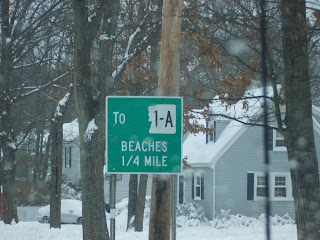 TO 1-A
BEACHES
1/4 MILE